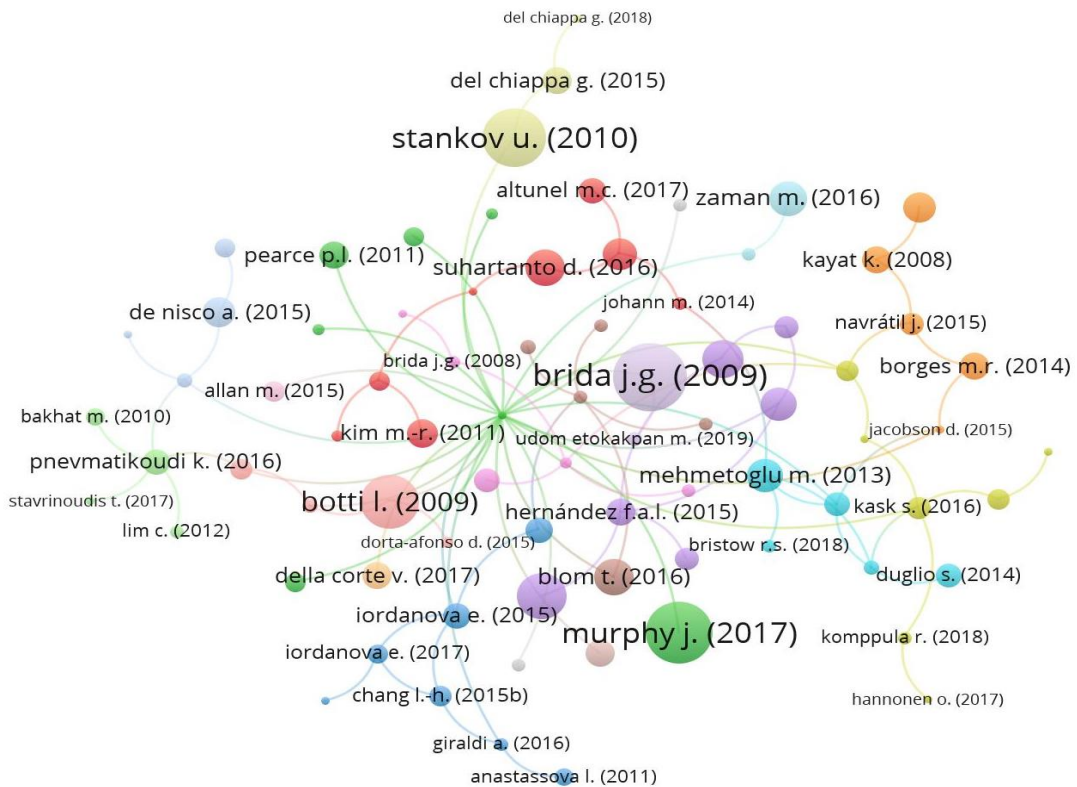 del chiappa g. (2018)
del chiappa g. (2015)
stankov u. (2010)
altunel m.c. (2017)
zaman m. (2016)
pearce p.l. (2011)
suhartanto d. (2016)
kayat k. (2008)
johann m. (2014)
de nisco a. (2015)
navrátil j. (2015)
brida j.g. (2008)
borges m.r. (2014)
brida j.g. (2009)
allan m. (2015)
bakhat m. (2010)
kim m.-r. (2011)
jacobson d. (2015)
udom etokakpan m. (2019)
pnevmatikoudi k. (2016)
mehmetoglu m. (2013)
stavrinoudis t. (2017)
botti l. (2009)
kask s. (2016)
hernández f.a.l. (2015)
lim c. (2012)
dorta-afonso d. (2015)
bristow r.s. (2018)
della corte v. (2017)
blom t. (2016)
duglio s. (2014)
iordanova e. (2015)
murphy j. (2017)
komppula r. (2018)
iordanova e. (2017)
chang l.-h. (2015b)
hannonen o. (2017)
giraldi a. (2016)
anastassova l. (2011)